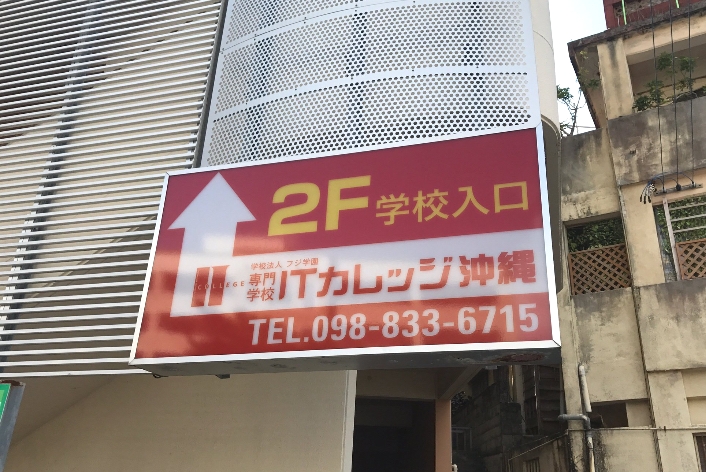 2F 学校入口
学校法人 フジ学園
COLLEGE 専門学校 ITカレッジ沖縄
TEL.098-833-6715